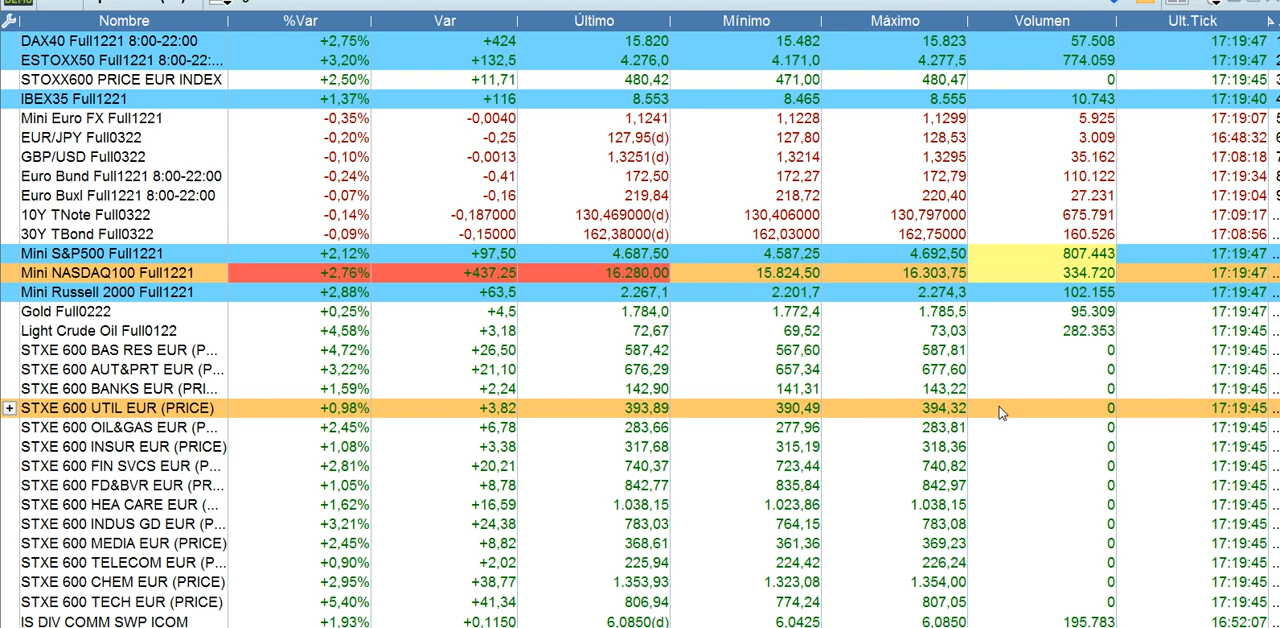 Nombre %Var Var Último Mínimo Máximo Volumen Ult.Tick
DAX40 Full1221 8:00-22:00 +2,75% +424 15.820 15.482 15.823 57.508 17:19:47
ESTOXX50 Full1221 8:00-22:... +3,20% +132,5 4.276,0 4.171,0 4.277,5 774.059 17:19:47
STOXX600 PRICE EUR INDEX +2,50% +11,71 480,42 471,00 480,47 0 17:19:45
IBEX35 Full1221 +1,37% +116 8.553 8.465 8.555 10.743 17:19:40
Mini Euro FX Full1221 -0,35% -0,0040 1,1241 1,1228 1,1299 5.925 17:19:07
EUR/JPY Full0322 -0,20% -0,25 127,95(d) 127,80 128,53 3.009 16:48:32
GBP/USD Full0322 -0,10% -0,0013 1,3251(d) 1,3214 1,3295 35.162 17:08:18
Euro Bund Full1221 8:00-22:00 -0,24% -0,41 172,50 172,27 172,79 110.122 17:19:34
Euro Buxl Full1221 8:00-22:00 -0,07% -0,16 219,84 218,72 220,40 27.231 17:19:04
10Y TNote Full0322 -0,14% -0,187000 130,469000(d) 130,406000 130,797000 675.791 17:09:17
30Y TBond Full0322 -0,09% -0,15000 162,38000(d) 162,03000 162,75000 160.526 17:08:56
Mini S&P500 Full1221 +2,12% +97,50 4.687,50 4.587,25 4.692,50 807.443 17:19:47
Mini NASDAQ100 Full1221 +2,76% +437,25 16.280,00 15.824,50 16.303,75 334.720 17:19:47
Mini Russell 2000 Full1221 +2,88% +63,5 2.267,1 2.201,7 2.274,3 102.155 17:19:47
Gold Full0222 +0,25% +4,5 1.784,0 1.772,4 1.785,5 95.309 17:19:47
Light Crude Oil Full0122 +4,58% +3,18 72,67 69,52 73,03 282.353 17:19:47
STXE 600 BAS RES EUR (P... +4,72% +26,50 587,42 567,60 587,81 0 17:19:45
STXE 600 AUT&PRT EUR (P... +3,22% +21,10 676,29 657,34 677,60 0 17:19:45
STXE 600 BANKS EUR (PRI... +1,59% +2,24 142,90 141,31 143,22 0 17:19:45
STXE 600 UTIL EUR (PRICE) +0,98% +3,82 393,89 390,49 394,32 0 17:19:45
STXE 600 OIL&GAS EUR (P... +2,45% +6,78 283,66 277,96 283,81 0 17:19:45
STXE 600 INSUR EUR (PRICE) +1,08% +3,38 317,68 315,19 318,36 0 17:19:45
STXE 600 FIN SVCS EUR (P... +2,81% +20,21 740,37 723,44 740,82 0 17:19:45
STXE 600 FD&BVR EUR (PR... +1,05% +8,78 842,77 835,84 842,97 0 17:19:45
STXE 600 HEA CARE EUR (... +1,62% +16,59 1.038,15 1.023,86 1.038,15 0 17:19:45
STXE 600 INDUS GD EUR (P... +3,21% +24,38 783,03 764,15 783,08 0 17:19:45
STXE 600 MEDIA EUR (PRICE) +2,45% +8,82 368,61 361,36 369,23 0 17:19:45
STXE 600 TELECOM EUR (P... +0,90% +2,02 225,94 224,42 226,24 0 17:19:45
STXE 600 CHEM EUR (PRICE) +2,95% +38,77 1.353,93 1.323,08 1.354,00 0 17:19:45
STXE 600 TECH EUR (PRICE) +5,40% +41,34 806,94 774,24 807,05 0 17:19:45
IS DIV COMM SWP ICOM +1,93% +0,1150 6,0850(d) 6,0425 6,0850 195.783 16:52:07